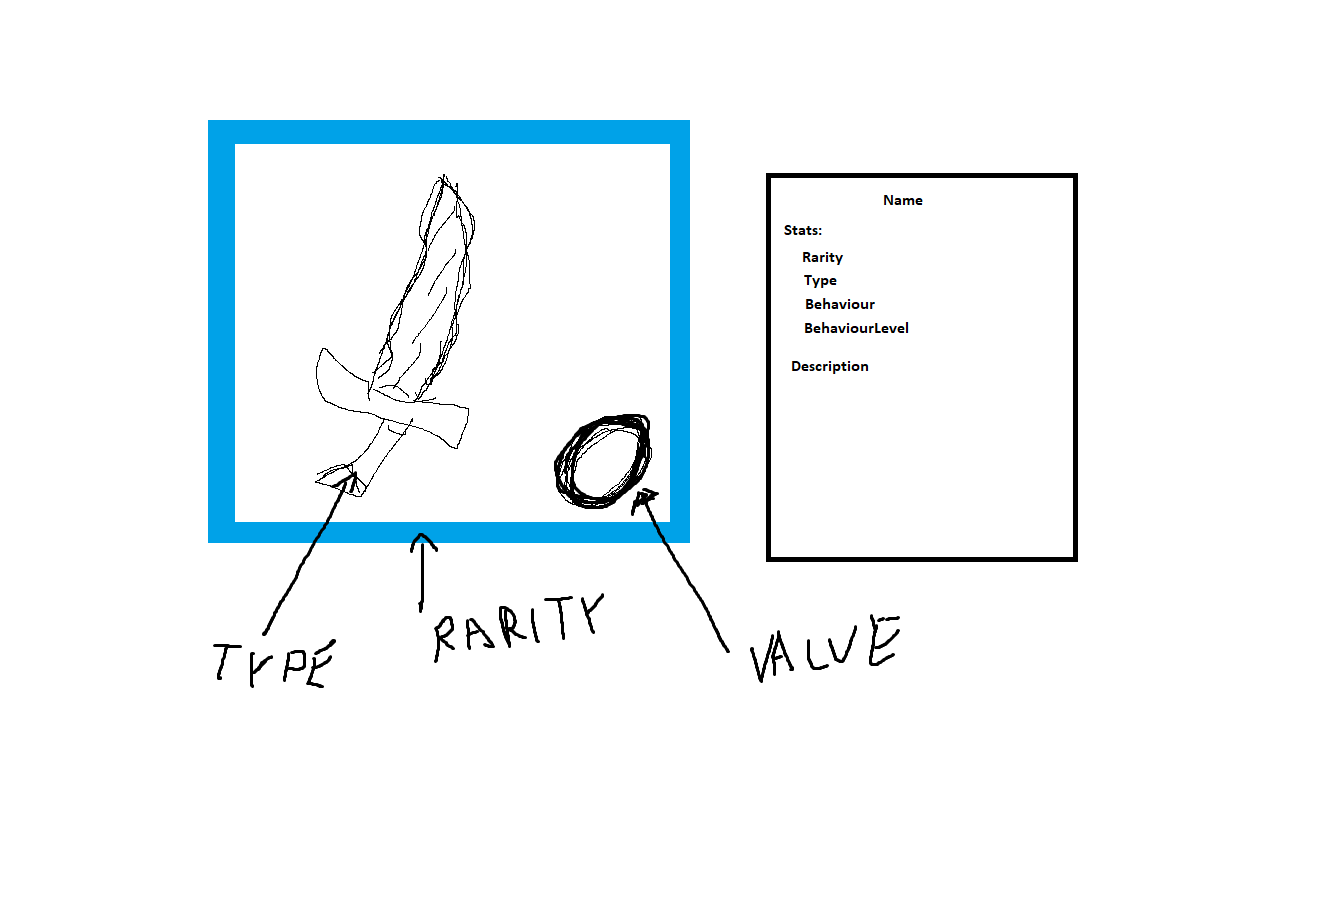 Name
Stats:
Rarity
Type
Behaviour
BehaviourLevel
Description
TYPE
RARITY
VALUE